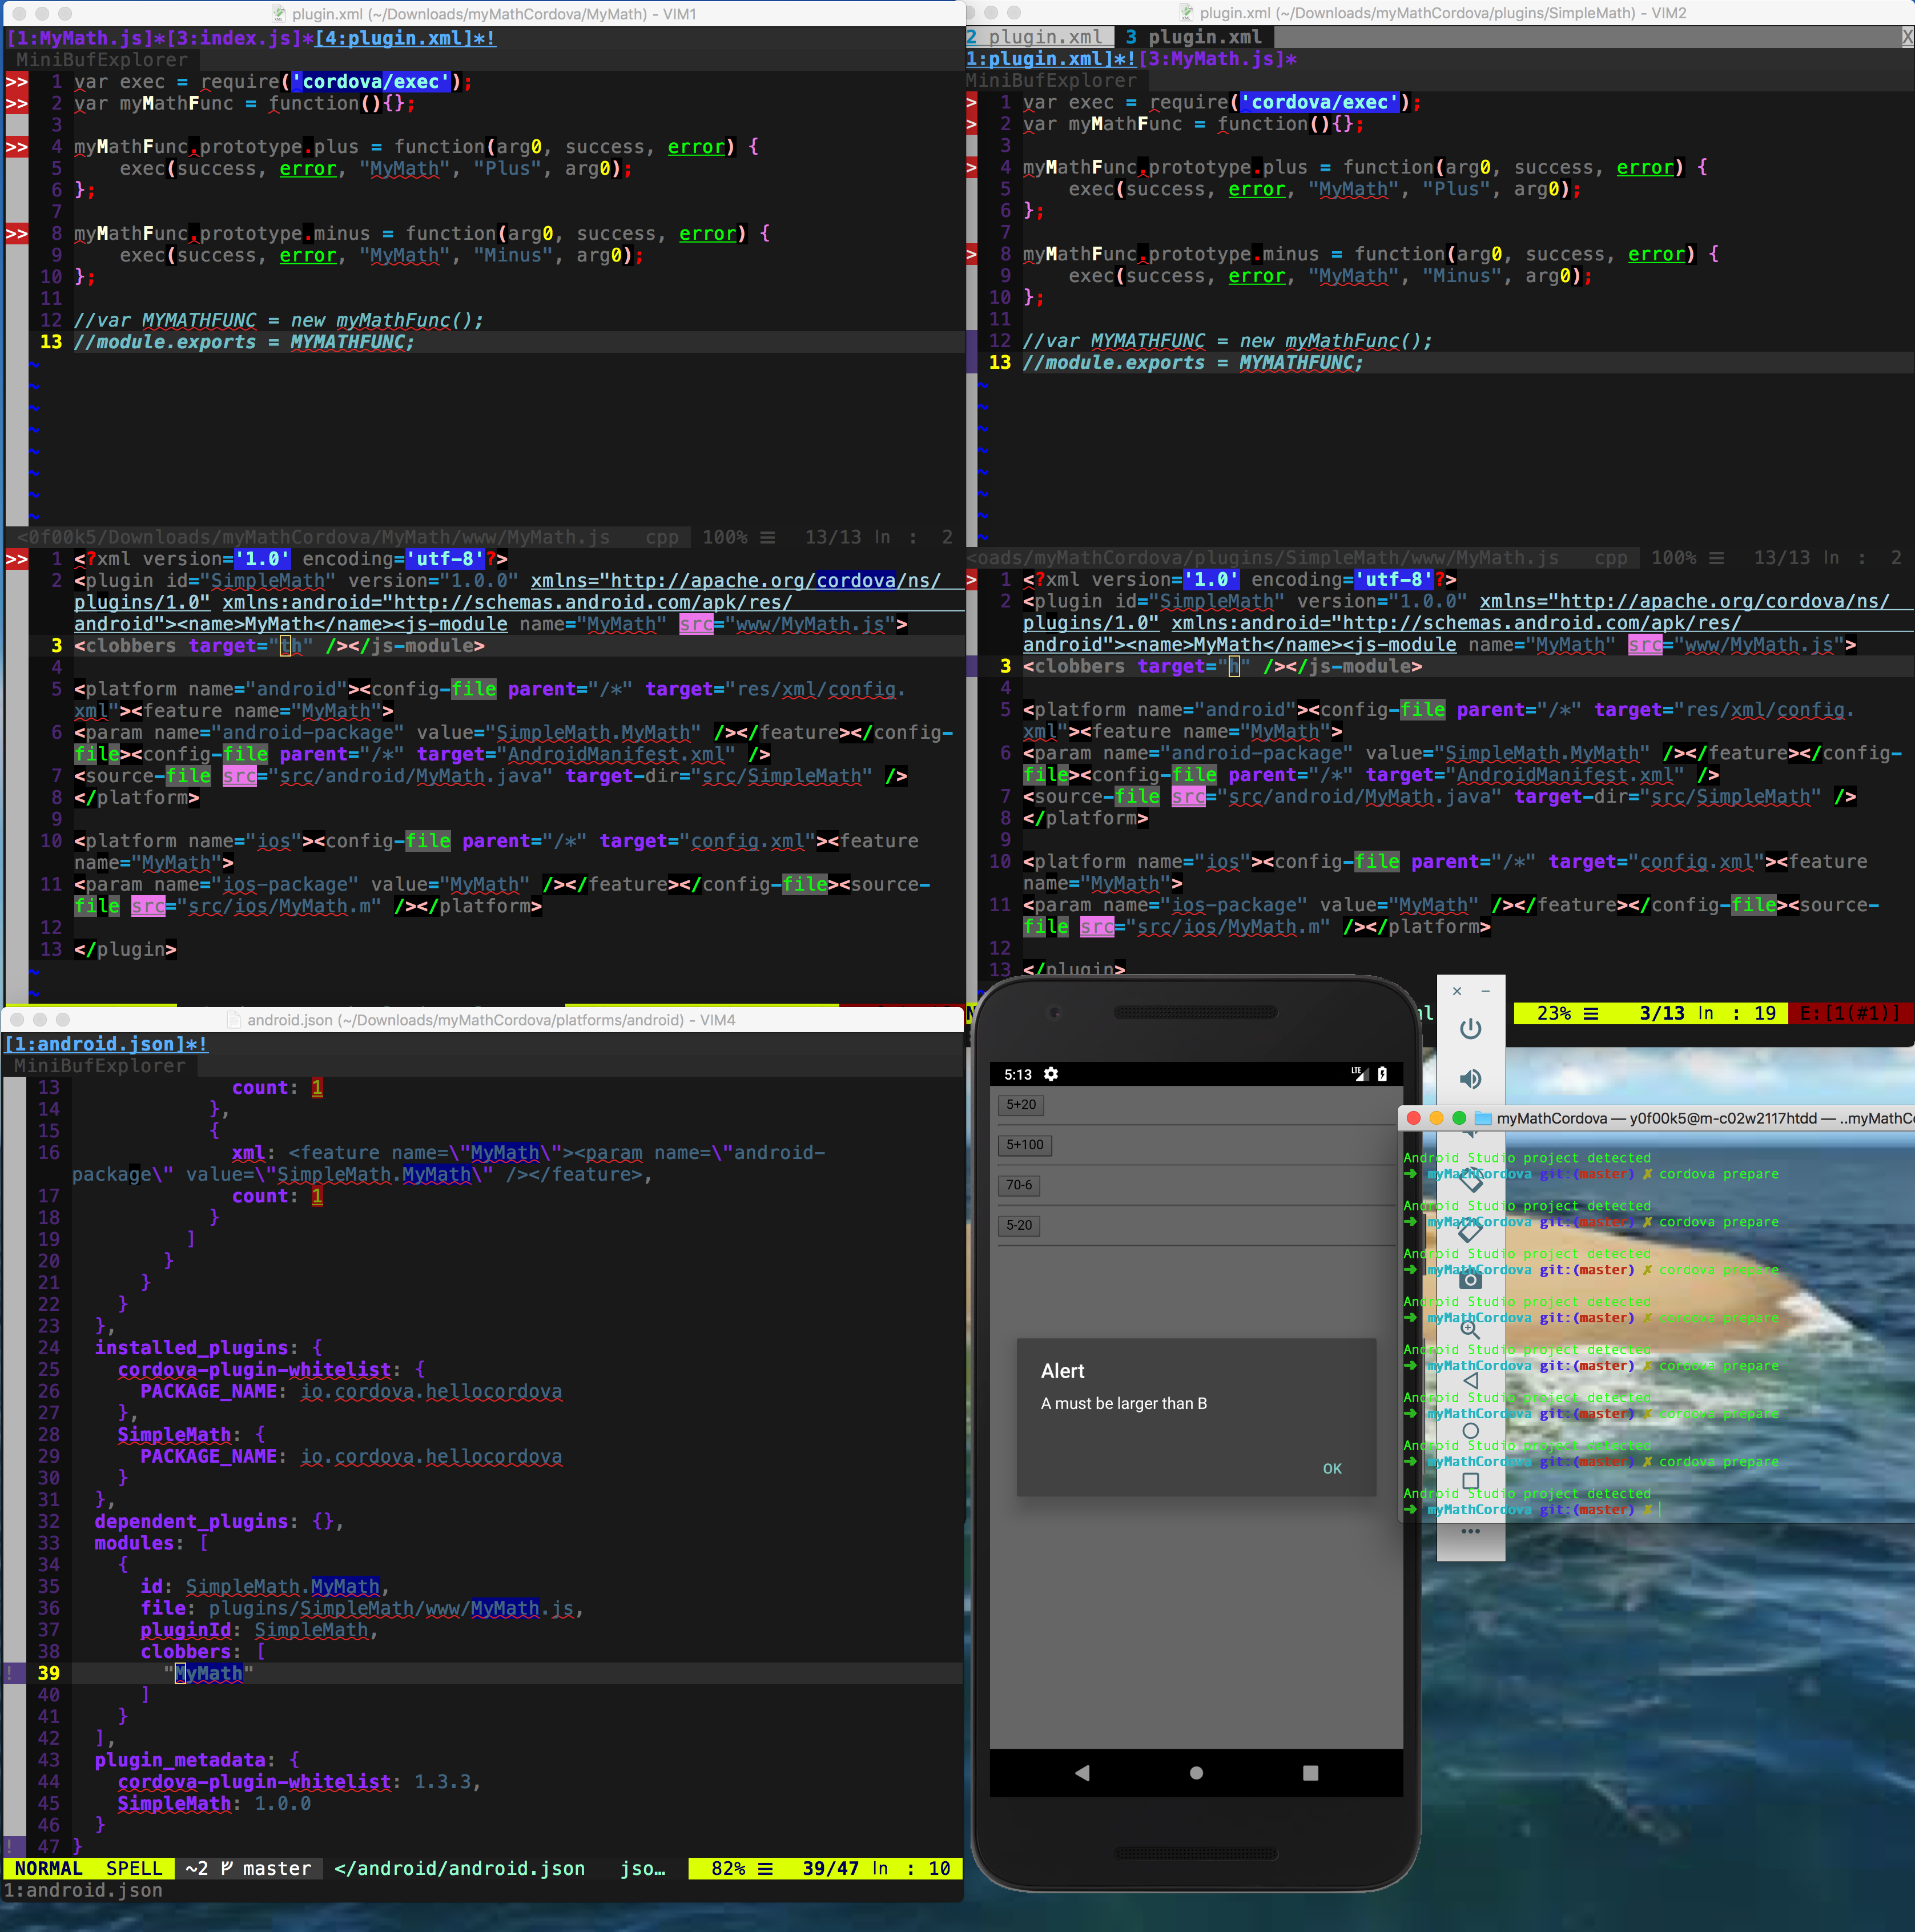 plugin.xml (~/Downloads/myMathCordova/MyMath) - VIM1
[1:MyMath.js]*[3:index.js]*[4:plugin.xml]*!
MiniBufExplorer
>> 1 var exec = require('cordova/exec');
>> 2 var myMathFunc = function(){};
3
>> 4 myMathFunc.prototype.plus = function(arg0, success, error) {
5 exec(success, error, "MyMath", "Plus", arg0);
6 };
7
>> 8 myMathFunc.prototype.minus = function(arg0, success, error) {
9 exec(success, error, "MyMath", "Minus", arg0);
10 };
11
12 //var MYMATHFUNC = new myMathFunc();
13 //module.exports = MYMATHFUNC;
~
~
~
~
~
~
~
~
<0f00k5/Downloads/myMathCordova/MyMath/www/MyMath.js cpp 100% ☰ 13/13 ln : 2
>> 1 <?xml version='1.0' encoding='utf-8'?>
2 <plugin id="SimpleMath" version="1.0.0" xmlns="http://apache.org/cordova/ns/
plugins/1.0" xmlns:android="http://schemas.android.com/apk/res/
android"><name>MyMath</name><js-module name="MyMath" src="www/MyMath.js">
3 <clobbers target="th" /></js-module>
4
5 <platform name="android"><config-file parent="/*" target="res/xml/config.
xml"><feature name="MyMath">
6 <param name="android-package" value="SimpleMath.MyMath" /></feature></config-
file><config-file parent="/*" target="AndroidManifest.xml" />
7 <source-file src="src/android/MyMath.java" target-dir="src/SimpleMath" />
8 </platform>
9
10 <platform name="ios"><config-file parent="/*" target="config.xml"><feature
name="MyMath">
11 <param name="ios-package" value="MyMath" /></feature></config-file><source-
file src="src/ios/MyMath.m" /></platform>
12
13 </plugin>
~
~
plugin.xml (~/Downloads/myMathCordova/plugins/SimpleMath) - VIM2
2 plugin.xml 3 plugin.xml X
1:plugin.xml]*![3:MyMath.js]*
MiniBufExplorer
> 1 var exec = require('cordova/exec');
> 2 var myMathFunc = function(){};
3
> 4 myMathFunc.prototype.plus = function(arg0, success, error) {
5 exec(success, error, "MyMath", "Plus", arg0);
6 };
7
> 8 myMathFunc.prototype.minus = function(arg0, success, error) {
9 exec(success, error, "MyMath", "Minus", arg0);
10 };
11
12 //var MYMATHFUNC = new myMathFunc();
13 //module.exports = MYMATHFUNC;
~
~
~
~
~
~
~
~
<oads/myMathCordova/plugins/SimpleMath/www/MyMath.js cpp 100% ☰ 13/13 ln : 2
> 1 <?xml version='1.0' encoding='utf-8'?>
2 <plugin id="SimpleMath" version="1.0.0" xmlns="http://apache.org/cordova/ns/
plugins/1.0" xmlns:android="http://schemas.android.com/apk/res/
android"><name>MyMath</name><js-module name="MyMath" src="www/MyMath.js">
3 <clobbers target="h" /></js-module>
4
5 <platform name="android"><config-file parent="/*" target="res/xml/config.
xml"><feature name="MyMath">
6 <param name="android-package" value="SimpleMath.MyMath" /></feature></config-
file><config-file parent="/*" target="AndroidManifest.xml" />
7 <source-file src="src/android/MyMath.java" target-dir="src/SimpleMath" />
8 </platform>
9
10 <platform name="ios"><config-file parent="/*" target="config.xml"><feature
name="MyMath">
11 <param name="ios-package" value="MyMath" /></feature></config-file><source-
file src="src/ios/MyMath.m" /></platform>
12
13 </plugin>
~
ml 23% ☰ 3/13 ln : 19 E:[1(#1)]
android.json (~/Downloads/myMathCordova/platforms/android) - VIM4
[1:android.json]*!
MiniBufExplorer
13 count: 1
14 },
15 {
16 xml: <feature name=\"MyMath\"><param name=\"android-
package\" value=\"SimpleMath.MyMath\" /></feature>,
17 count: 1
18 }
19 ]
20 }
21 }
22 }
23 },
24 installed_plugins: {
25 cordova-plugin-whitelist: {
26 PACKAGE_NAME: io.cordova.hellocordova
27 },
28 SimpleMath: {
29 PACKAGE_NAME: io.cordova.hellocordova
30 }
31 },
32 dependent_plugins: {},
33 modules: [
34 {
35 id: SimpleMath.MyMath,
36 file: plugins/SimpleMath/www/MyMath.js,
37 pluginId: SimpleMath,
38 clobbers: [
! 39 "MyMath"
40 ]
41 }
42 ],
43 plugin_metadata: {
44 cordova-plugin-whitelist: 1.3.3,
45 SimpleMath: 1.0.0
46 }
! 47 }
NORMAL SPELL ~2 master </android/android.json jso… 82% ☰ 39/47 ln : 10
1:android.json
5:13 LTE
5+20
5+100
70-6
5-20
Alert
A must be larger than B
OK
myMathCordova — y0f00k5@m-c02w2117htdd — ..myMathCo
Android Studio project detected
➜ myMathCordova git:(master) ✗ cordova prepare
Android Studio project detected
➜ myMathCordova git:(master) ✗ cordova prepare
Android Studio project detected
➜ myMathCordova git:(master) ✗ cordova prepare
Android Studio project detected
➜ myMathCordova git:(master) ✗ cordova prepare
Android Studio project detected
➜ myMathCordova git:(master) ✗ cordova prepare
Android Studio project detected
➜ myMathCordova git:(master) ✗ cordova prepare
Android Studio project detected
➜ myMathCordova git:(master) ✗ cordova prepare
Android Studio project detected
➜ myMathCordova git:(master) ✗